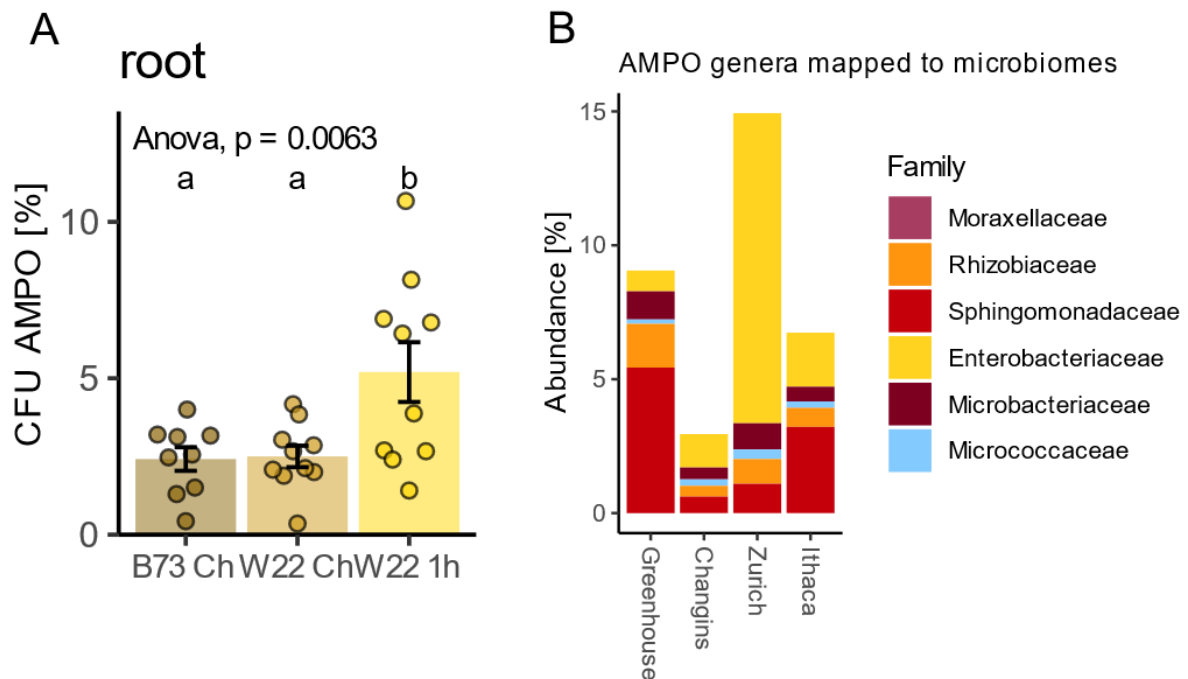 A
root
Anova, p = 0.0063
a a b
CFU AMPO [%]
10
5
0
B73 Ch W22 Ch W22 1h
B
AMPO genera mapped to microbiomes
Abundance [%]
15
10
5
0
Greenhouse
Changins
Zurich
Ithaca
Family
Moraxellaceae
Rhizobiaceae
Sphingomonadaceae
Enterobacteriaceae
Microbacteriaceae
Micrococcaceae